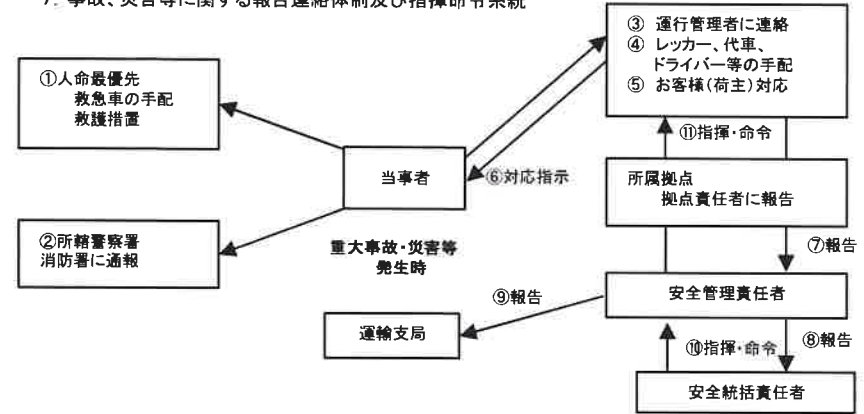 7. 事故、災害等に関する報告連絡体制及び指揮命令系統
①人命最優先
救急車の手配
救護措置
②所轄警察署
消防署に通報
当事者
重大事故・災害等
発生時
③ 運行管理者に連絡
④ レッカー、代車、
ドライバー等の手配
⑤ お客様(荷主)対応
⑥対応指示
⑪指揮・命令
所属拠点
拠点責任者に報告
⑦報告
安全管理責任者
⑨報告
運輸支局
⑩指揮・命令
⑧報告
安全統括責任者